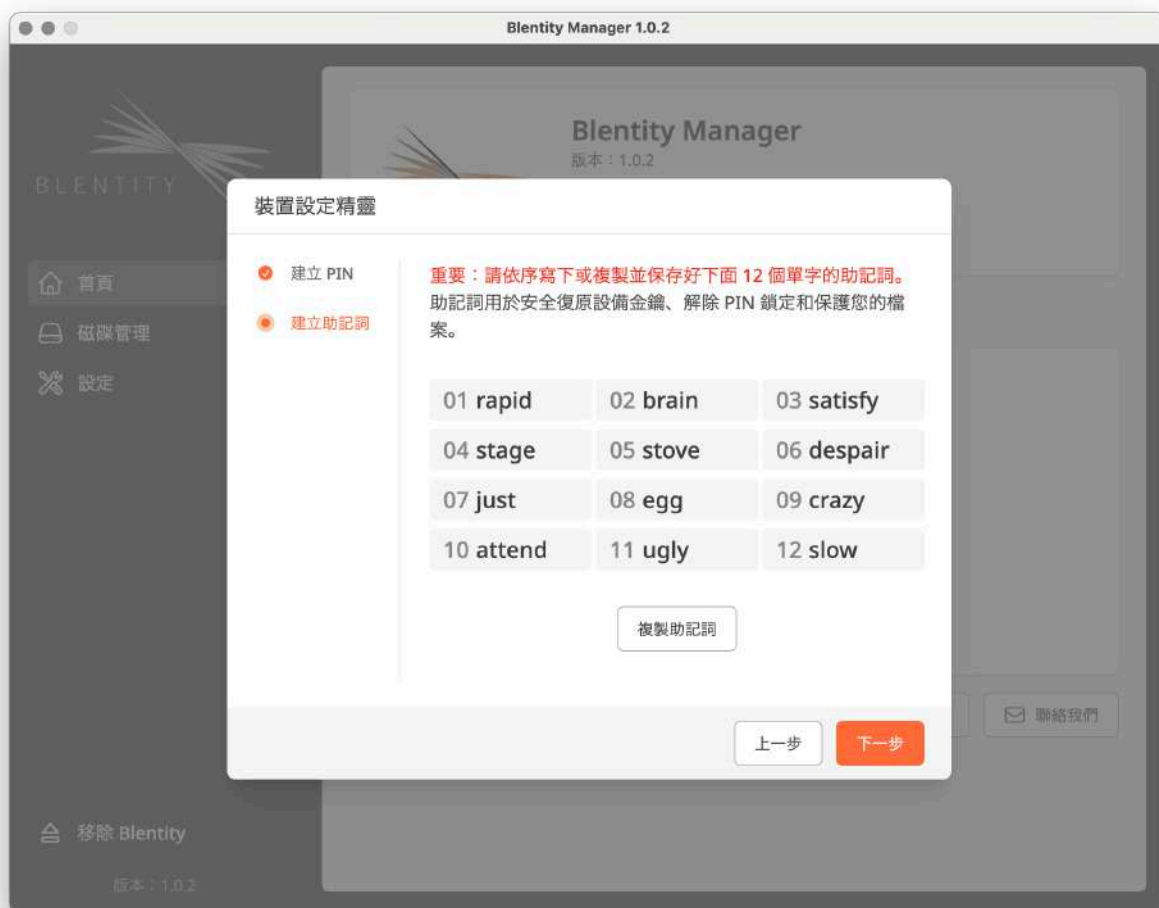 Blentity Manager 1.0.2
BLENTITY
首頁
磁碟管理
設定
移除 Blentity
版本：1.0.2
Blentity Manager
版本：1.0.2
裝置設定精靈
建立 PIN
建立助記詞
重要：請依序寫下或複製並保存好下面 12 個單字的助記詞。
助記詞用於安全復原設備金鑰、解除 PIN 鎖定和保護您的檔
案。
01 rapid 02 brain 03 satisfy
04 stage 05 stove 06 despair
07 just 08 egg 09 crazy
10 attend 11 ugly 12 slow
複製助記詞
上一步 下一步
聯絡我們